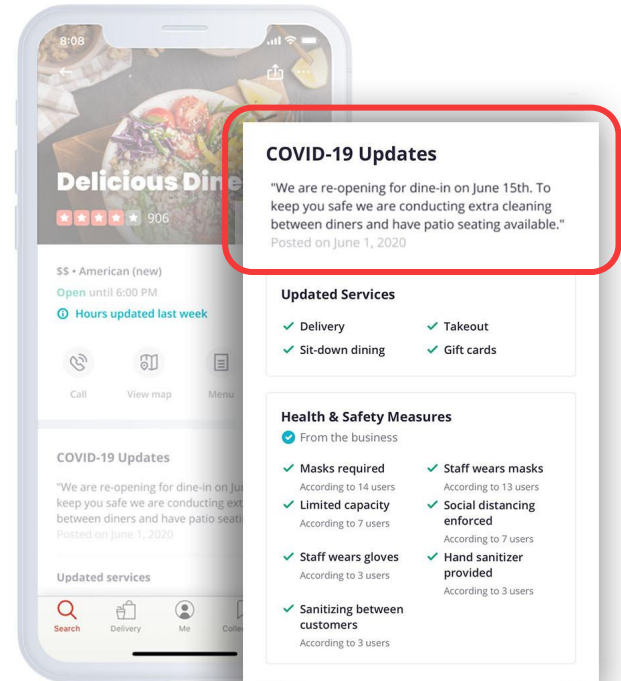 8:08
Delicious Dine
906
$$ • American (new)
Open until 6:00 PM
Hours updated last week
Call
View map
Menu
COVID-19 Updates
"We are re-opening for dine-in on
keep you safe we are conducting
between diners and have patio
Posted on June 1, 2020
Updated services
Search
Delivery
Me
COVID-19 Updates
"We are re-opening for dine-in on June 15th. To
keep you safe we are conducting extra cleaning
between diners and have patio seating available."
Posted on June 1, 2020
Updated Services
Delivery
Takeout
Sit-down dining
Gift cards
Health & Safety Measures
From the business
Masks required
According to 14 users
Staff wears masks
According to 13 users
Limited capacity
According to 7 users
Social distancing
enforced
According to 7 users
Staff wears gloves
According to 3 users
Hand sanitizer
provided
According to 3 users
Sanitizing between
customers
According to 3 users